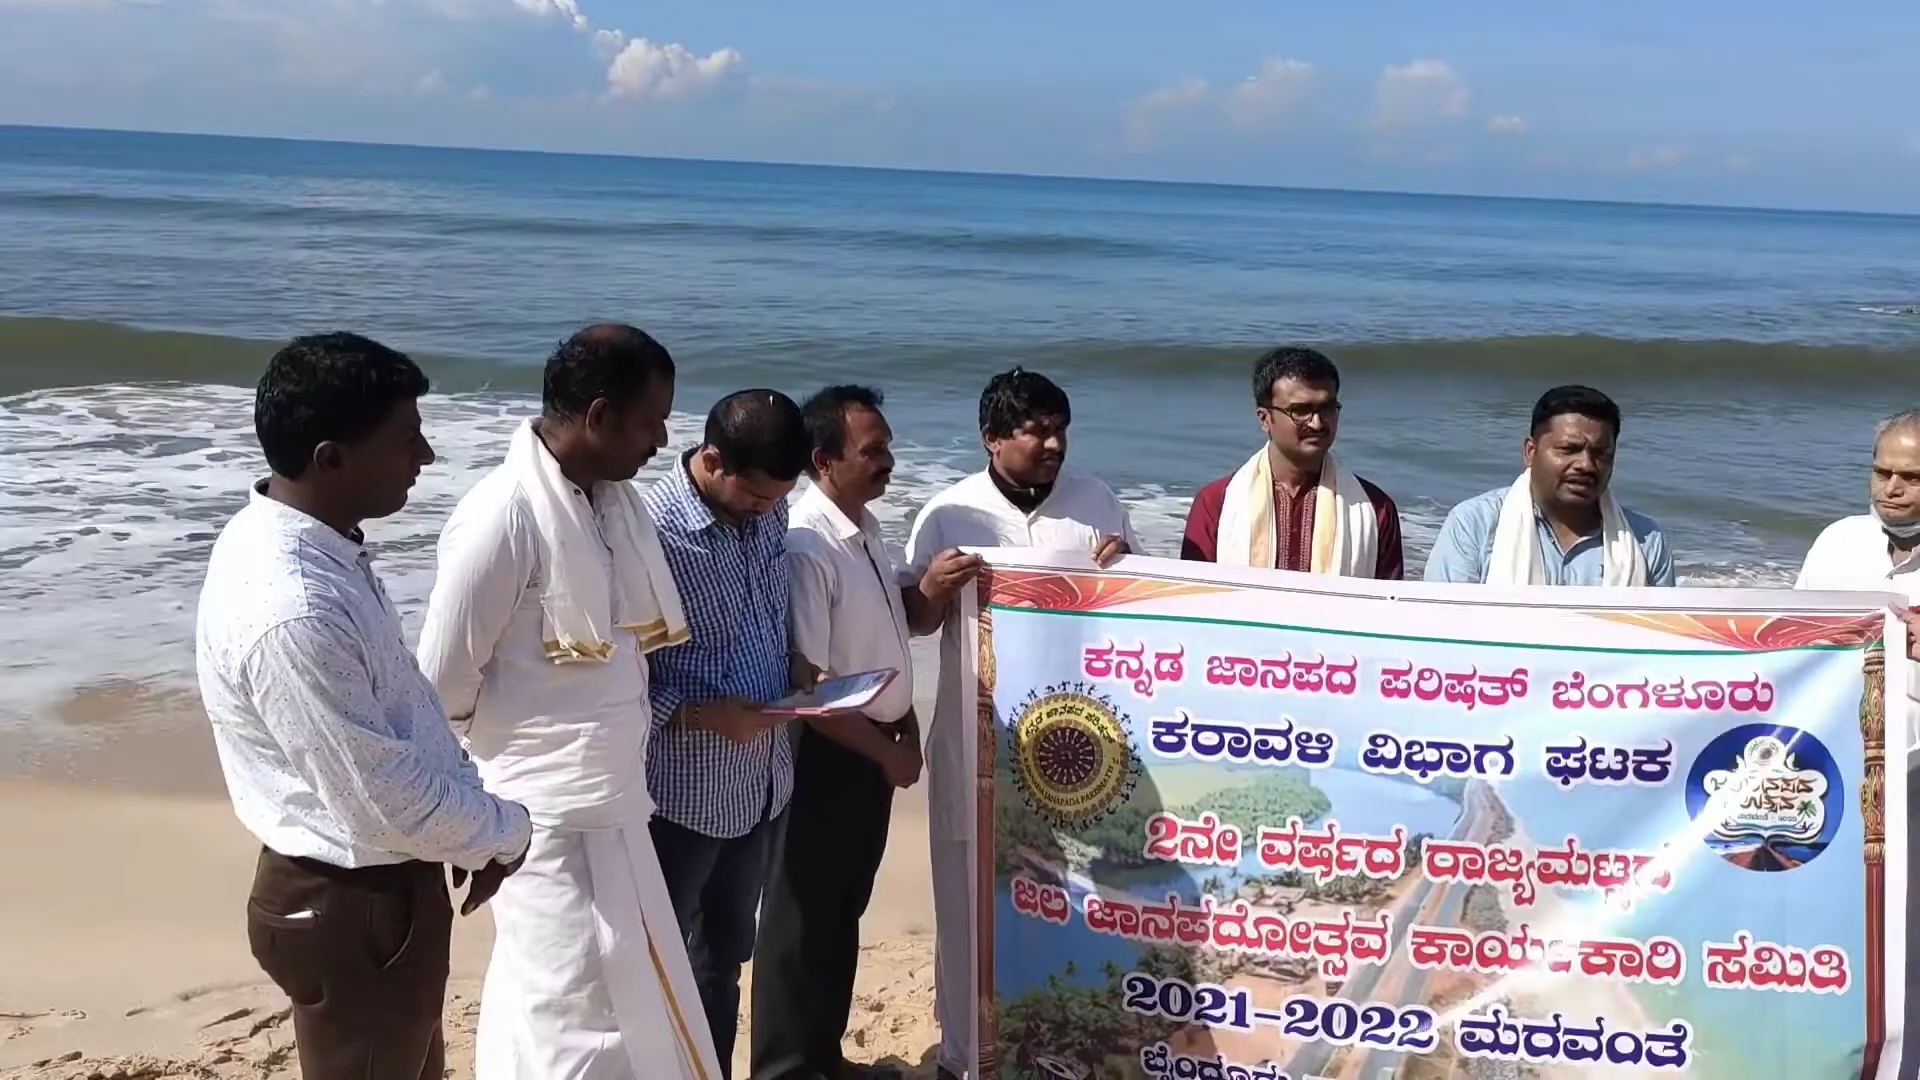 ಕನ್ನಡ ಜಾನಪದ ಪರಿಷತ್ ಬೆಂಗಳೂರು
ಕರಾವಳಿ ವಿಭಾಗ ಘಟಕ
2ನೇ ವರ್ಷದ ರಾಜ್ಯಮಟ್ಟದ
ಜಲ ಜಾನಪದೋತ್ಸವ ಕಾರ್ಯಕಾರಿ ಸಮಿತಿ
2021-2022 ಮರವಂತೆ